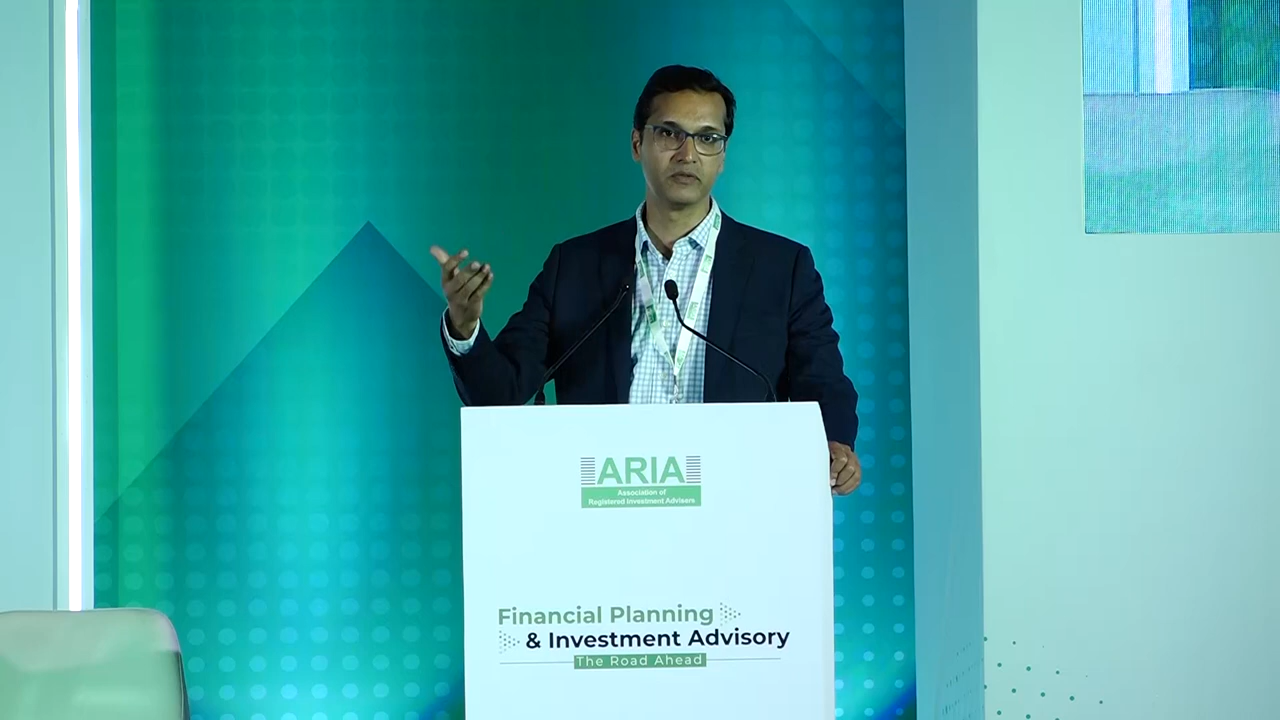 ARIA
Association of
Registered Investment Advisers
Financial Planning
& Investment Advisory
The Road Ahead